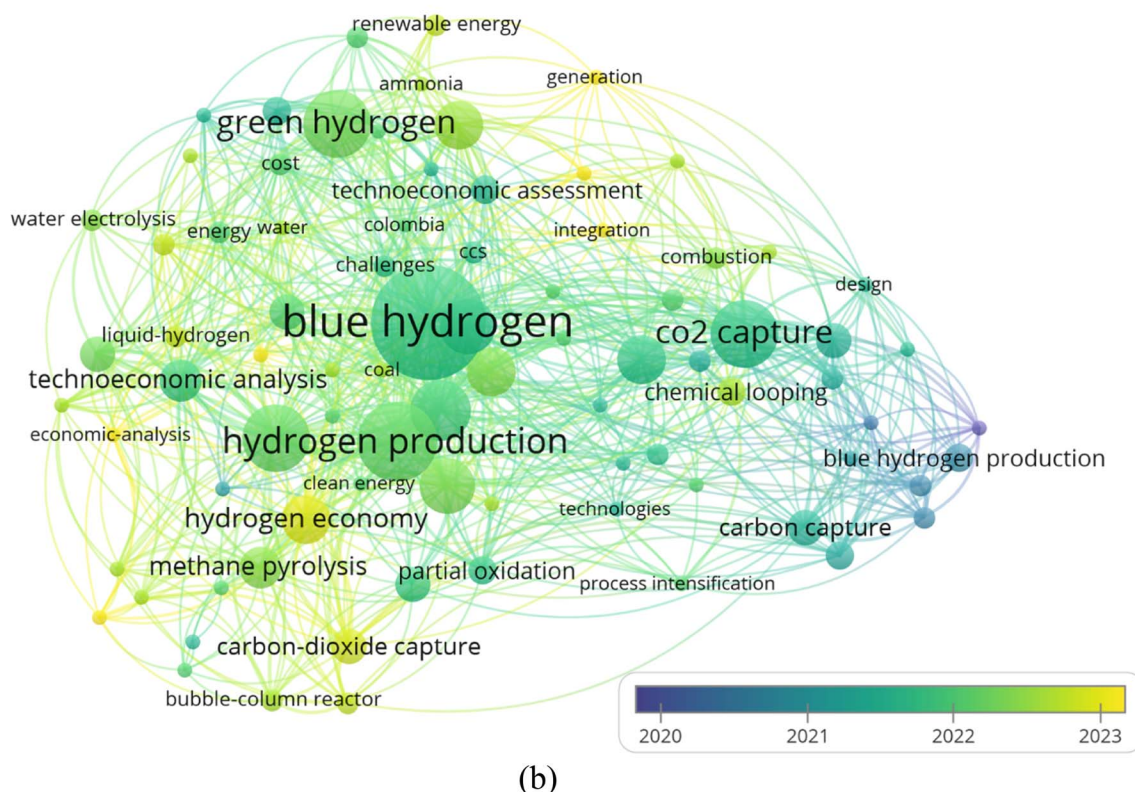 renewable energy
generation
ammonia
green hydrogen
cost
technoeconomic assessment
water electrolysis
energy
water
colombia
integration
ccs
combustion
challenges
design
blue hydrogen
co2 capture
liquid-hydrogen
coal
technoeconomic analysis
chemical looping
economic-analysis
hydrogen production
blue hydrogen production
clean energy
hydrogen economy
technologies
carbon capture
methane pyrolysis
partial oxidation
process intensification
carbon-dioxide capture
bubble-column reactor
2020
2021
2022
2023
(b)